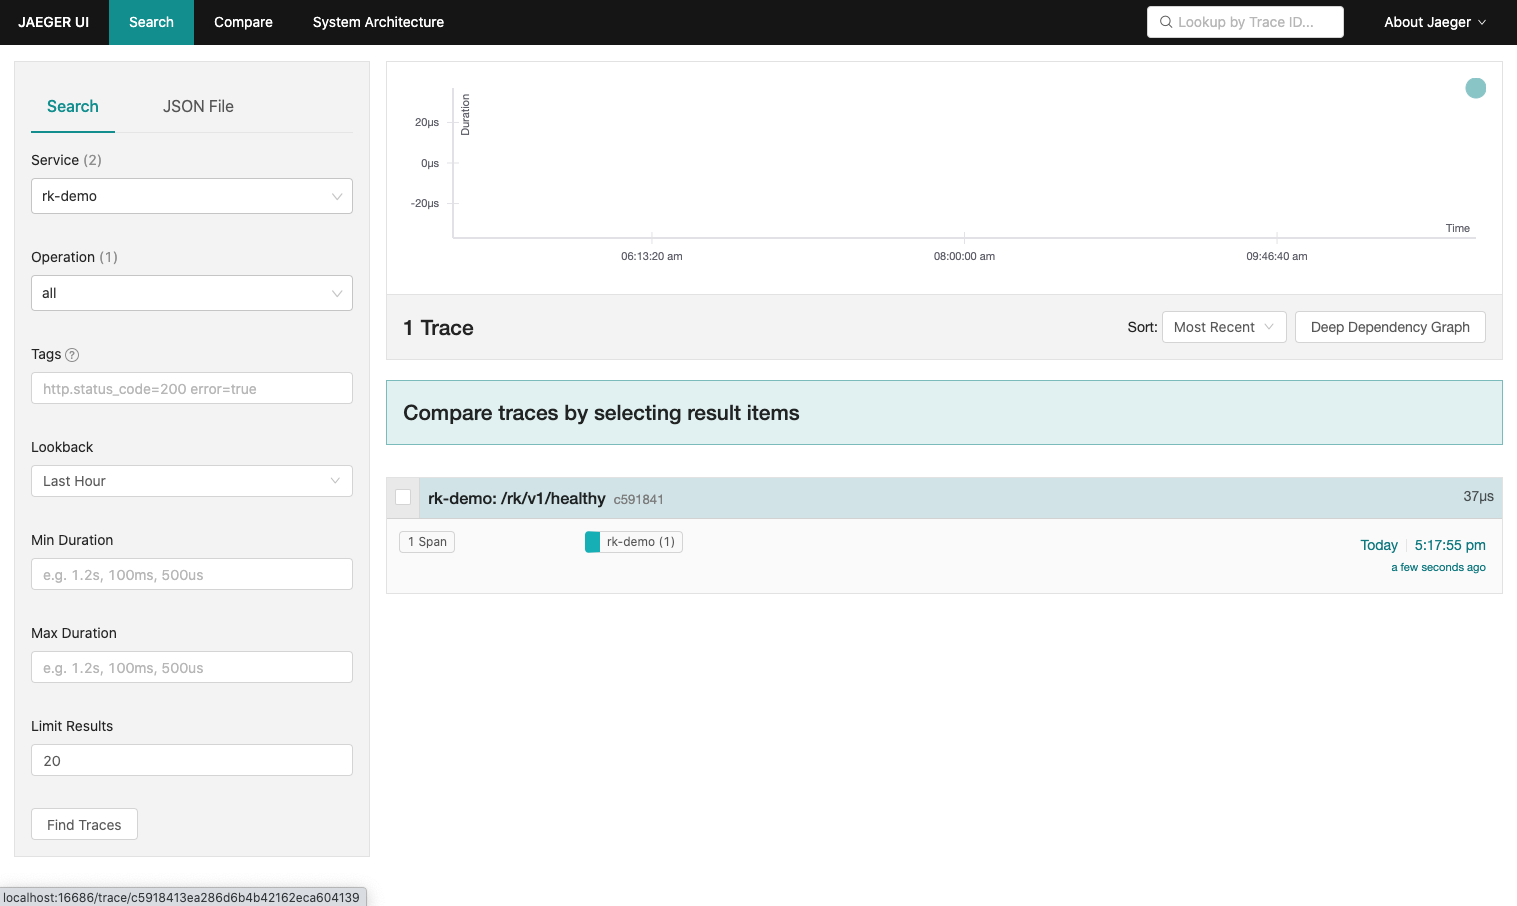 JAEGER UI Search Compare System Architecture Lookup by Trace ID... About Jaeger
Search JSON File
Service (2)
rk-demo
Operation (1)
all
Tags ?
http.status_code=200 error=true
Lookback
Last Hour
Min Duration
e.g. 1.2s, 100ms, 500us
Max Duration
e.g. 1.2s, 100ms, 500us
Limit Results
20
Find Traces
Duration
20μs
0μs
-20μs
Time
06:13:20 am 08:00:00 am 09:46:40 am
1 Trace Sort: Most Recent Deep Dependency Graph
Compare traces by selecting result items
rk-demo: /rk/v1/healthy c591841 37μs
1 Span rk-demo (1) Today 5:17:55 pm
a few seconds ago
localhost:16686/trace/c5918413ea286d6b4b42162eca604139